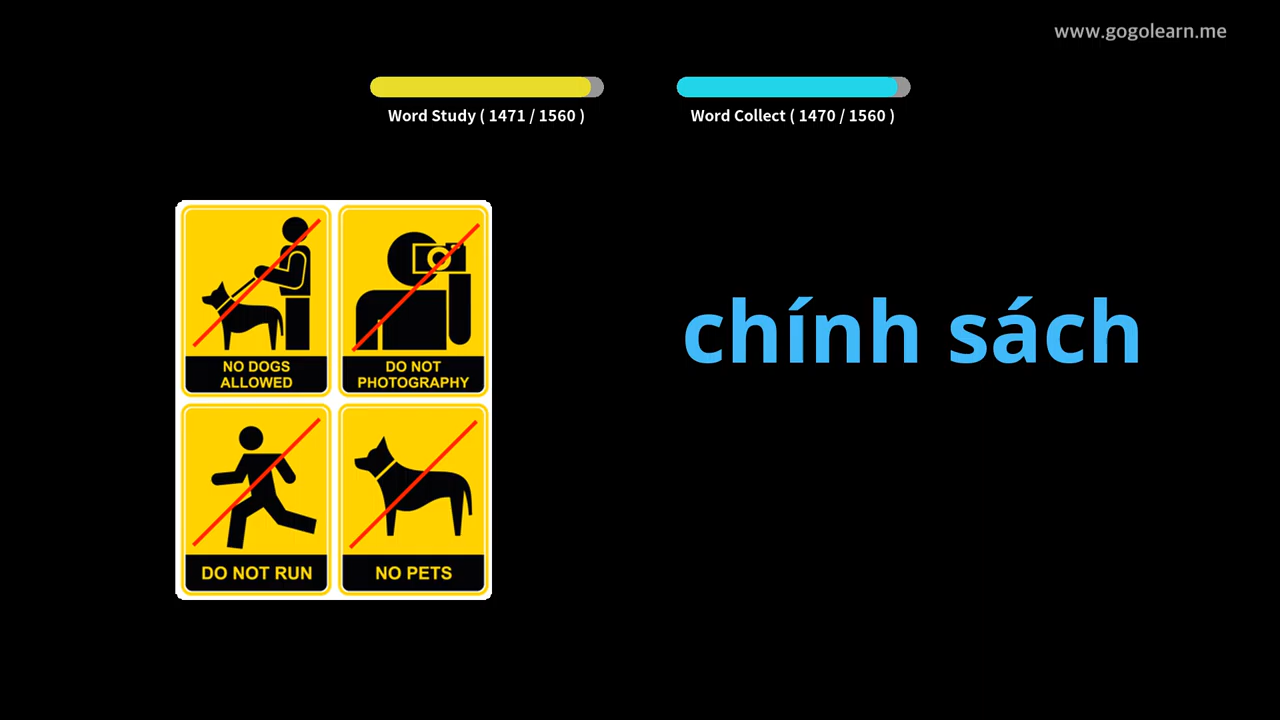 www.gogolearn.me
Word Study ( 1471 / 1560 )
Word Collect ( 1470 / 1560 )
NO DOGS
ALLOWED
DO NOT
PHOTOGRAPHY
chính sách
DO NOT RUN
NO PETS